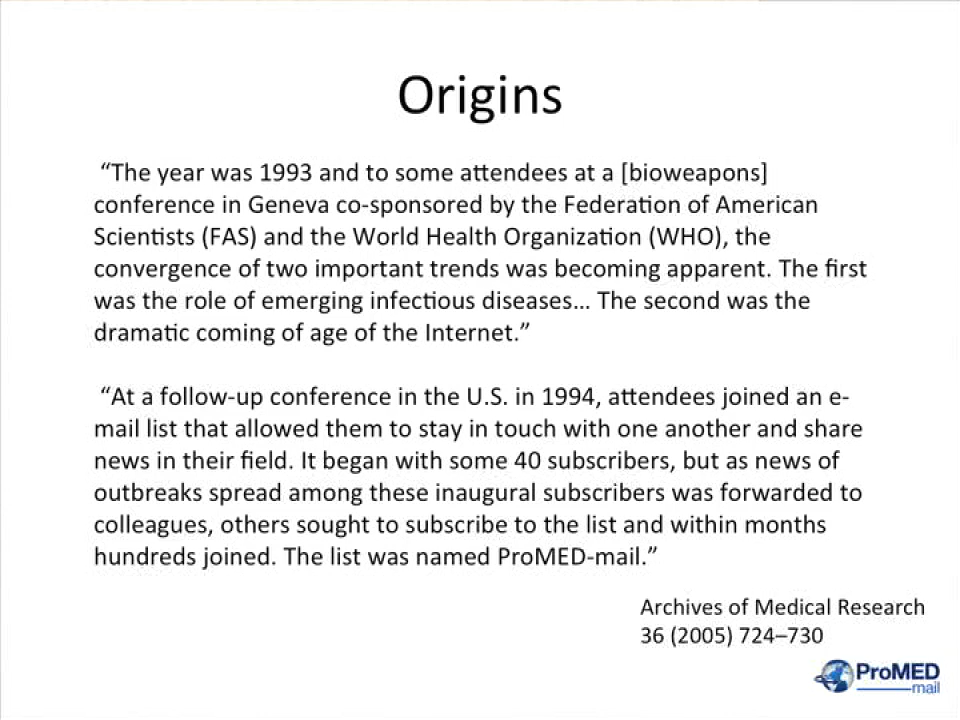 Origins
“The year was 1993 and to some attendees at a [bioweapons]
conference in Geneva co-sponsored by the Federation of American
Scientists (FAS) and the World Health Organization (WHO), the
convergence of two important trends was becoming apparent. The first
was the role of emerging infectious diseases… The second was the
dramatic coming of age of the Internet.”
“At a follow-up conference in the U.S. in 1994, attendees joined an e-
mail list that allowed them to stay in touch with one another and share
news in their field. It began with some 40 subscribers, but as news of
outbreaks spread among these inaugural subscribers was forwarded to
colleagues, others sought to subscribe to the list and within months
hundreds joined. The list was named ProMED-mail.”
Archives of Medical Research
36 (2005) 724–730
ProMED
mail